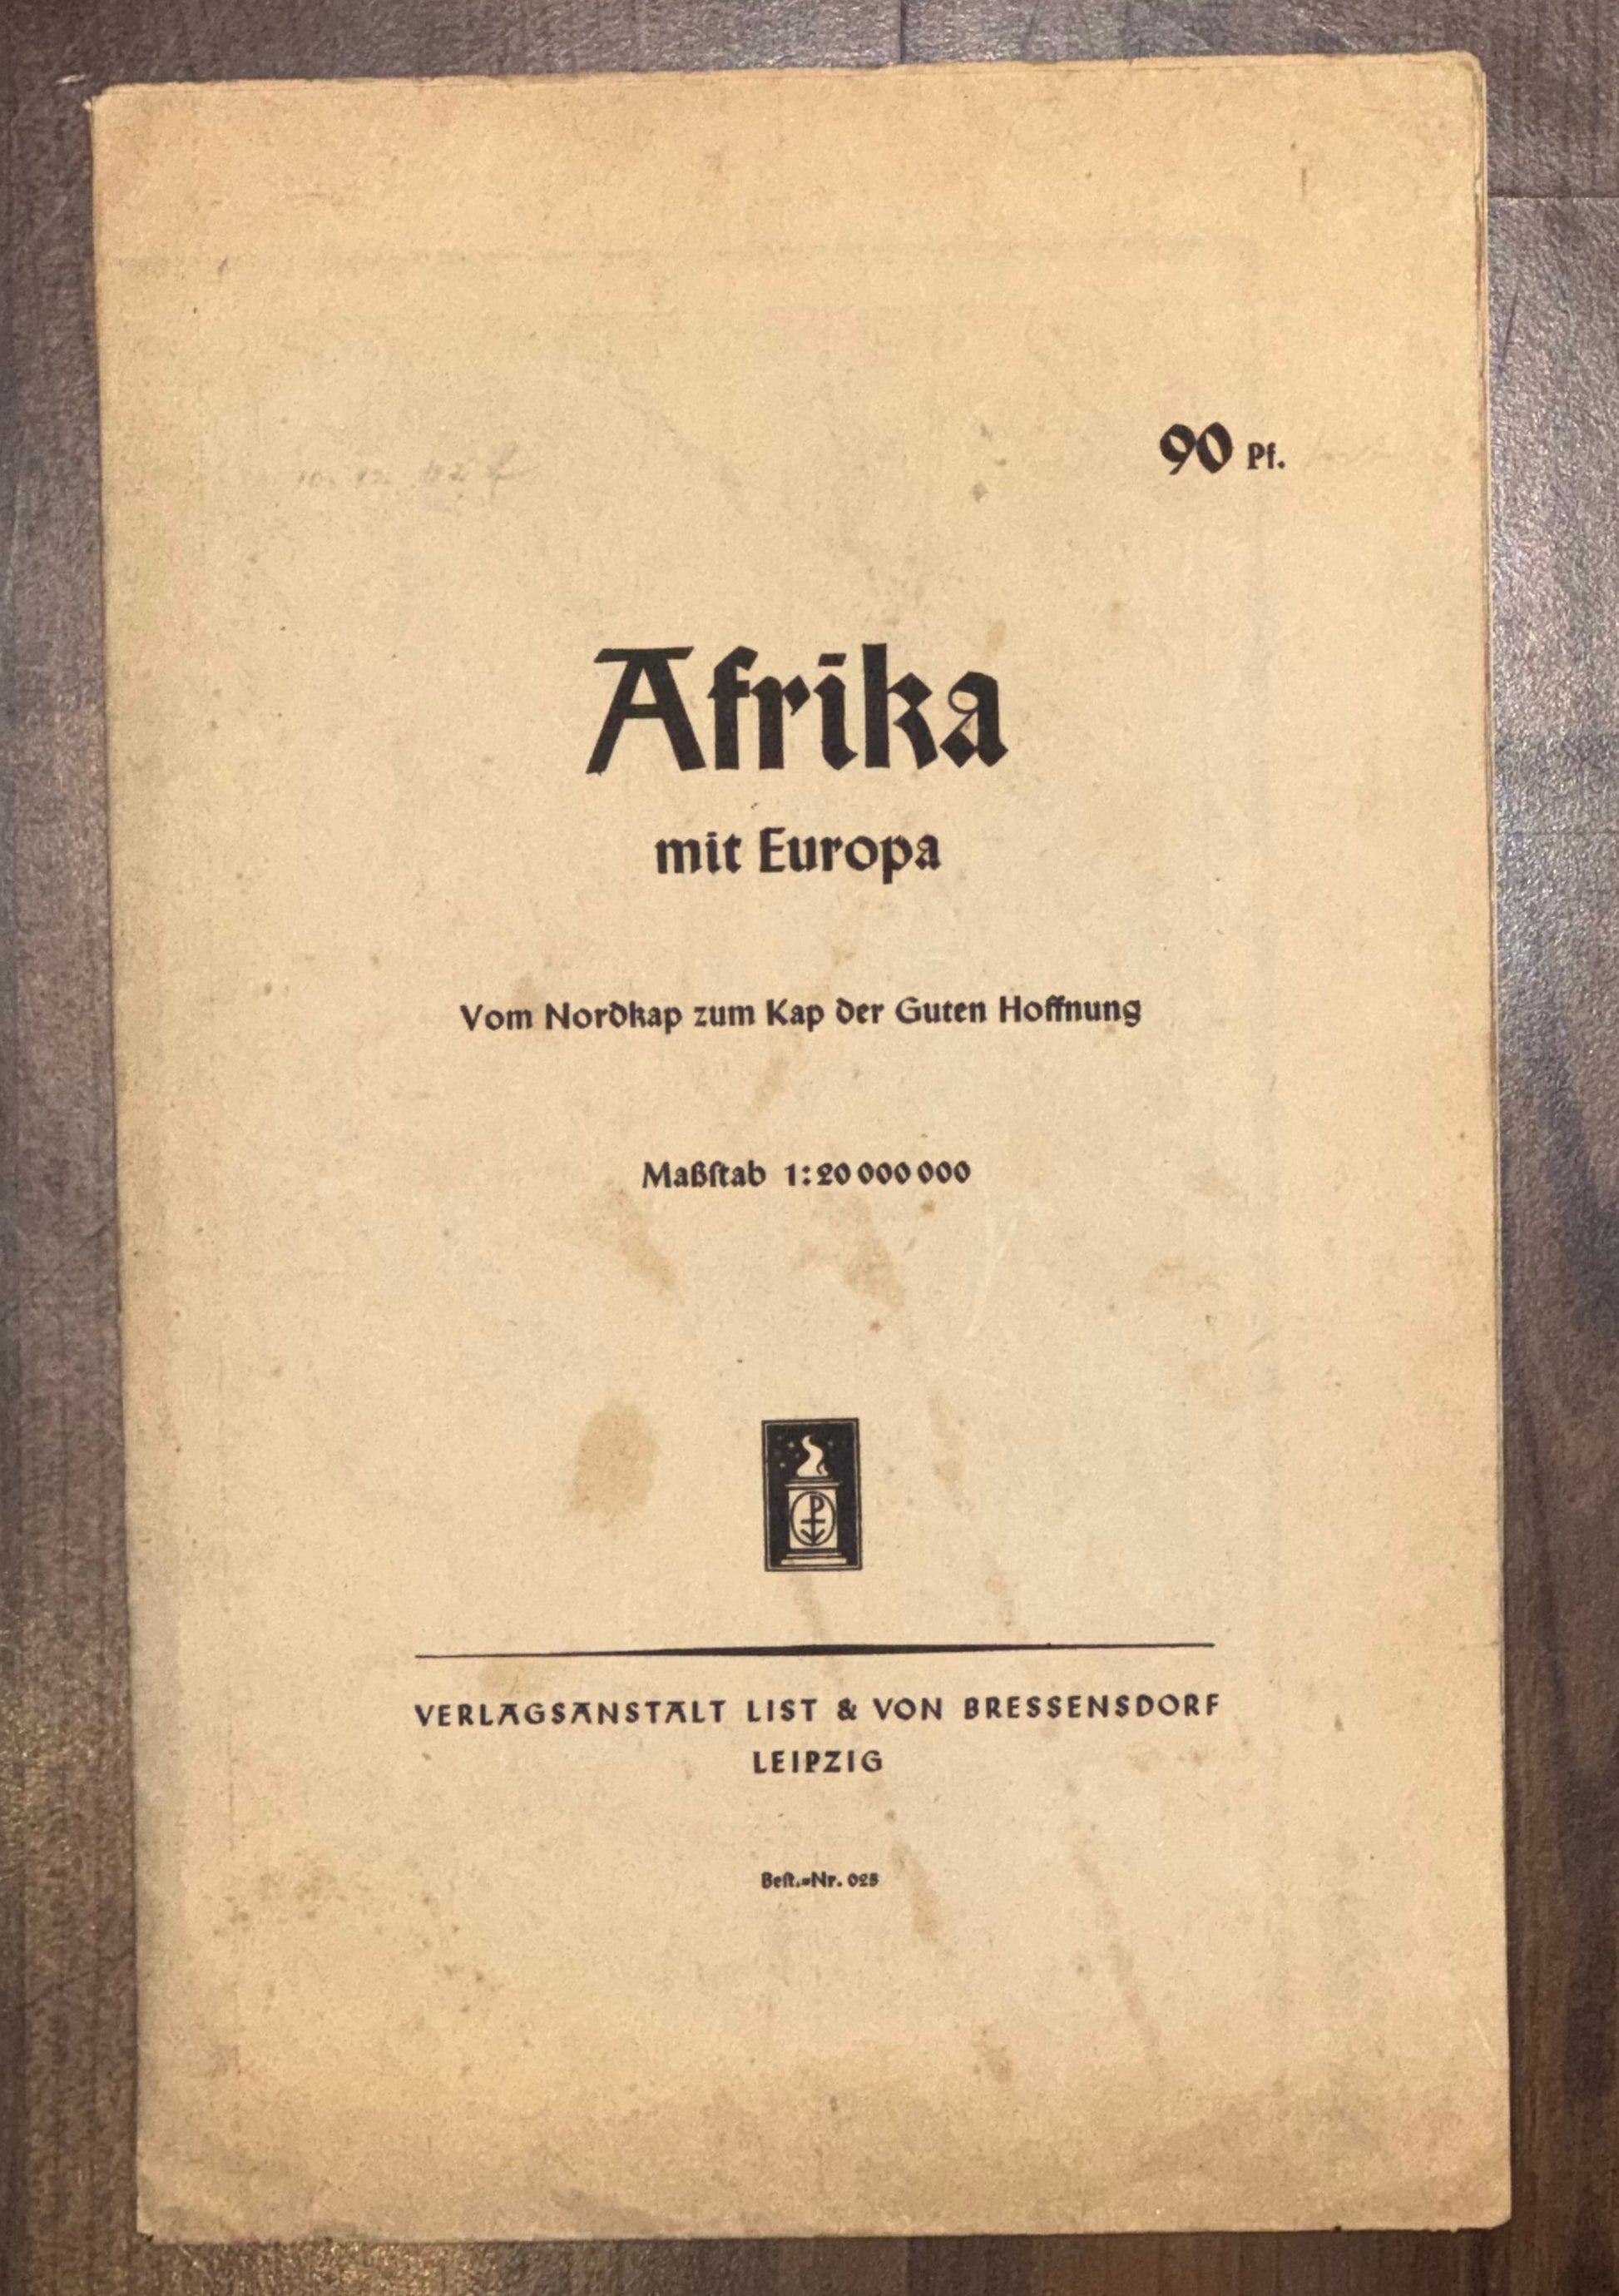 90 Pf.
Afrika
mit Europa
Vom Nordkap zum Kap der Guten Hoffnung
Maßſtab 1:20 000 000
VERLAGSANSTALT LIST & VON BRESSENSDORF
LEIPZIG
Beſt.=Nr. 025